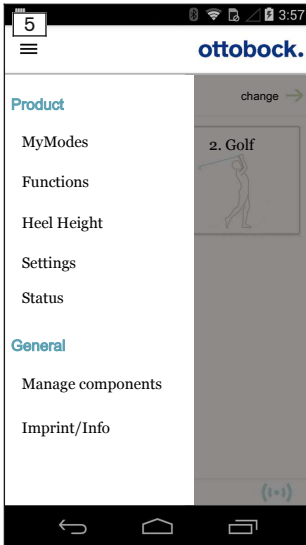 5
3:57
ottobock.
change
Product
MyModes
2. Golf
Functions
Heel Height
Settings
Status
General
Manage components
Imprint/Info